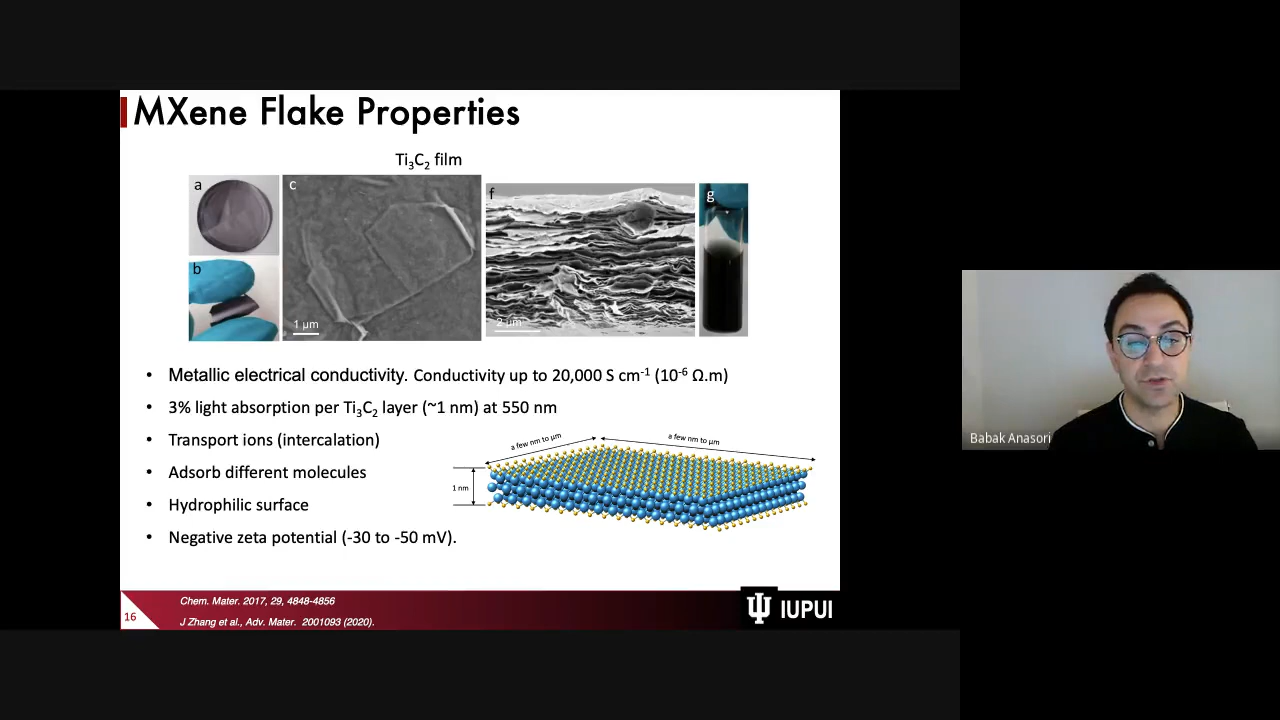 MXene Flake Properties
Ti3C2 film
a
c
f
g
b
1 µm
2 µm
• Metallic electrical conductivity. Conductivity up to 20,000 S cm-1 (10-6 Ω.m)
• 3% light absorption per Ti3C2 layer (~1 nm) at 550 nm
• Transport ions (intercalation)
a few nm to µm
a few nm to µm
• Adsorb different molecules
1 nm
• Hydrophilic surface
• Negative zeta potential (-30 to -50 mV).
16
Chem. Mater. 2017, 29, 4848-4856
J Zhang et al., Adv. Mater. 2001093 (2020).
IUPUI
Babak Anasori